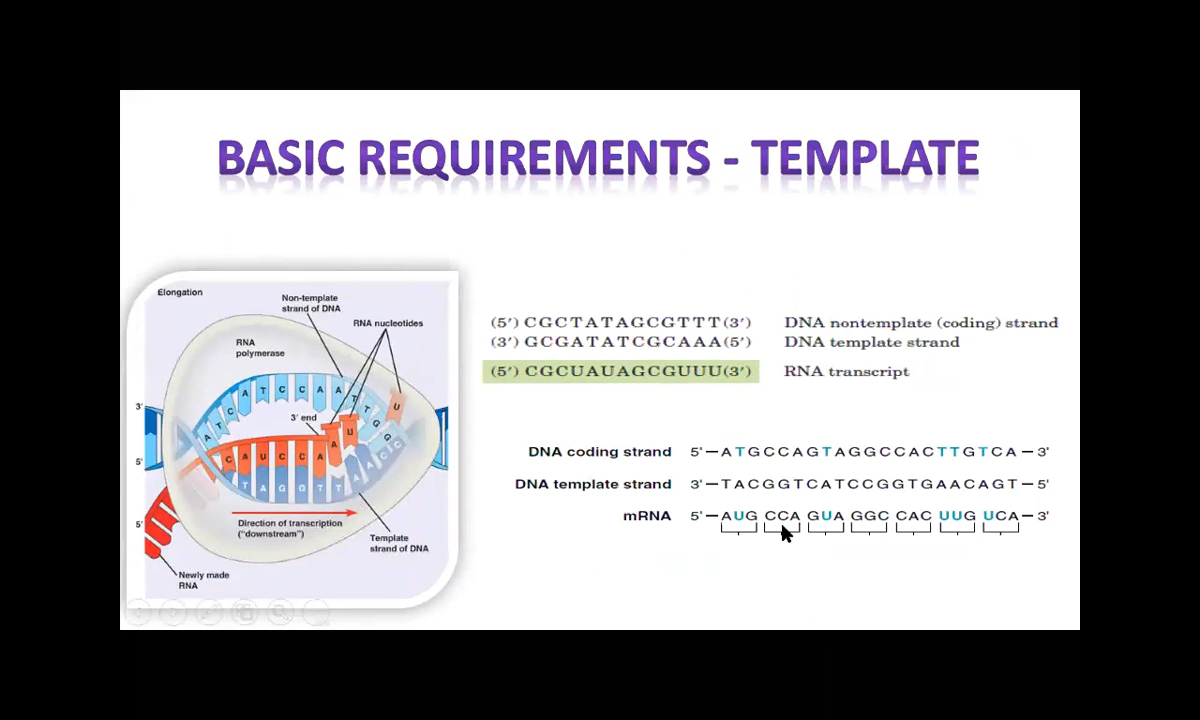 BASIC REQUIREMENTS - TEMPLATE
Elongation
Non-template
strand of DNA
RNA nucleotides
RNA
polymerase
3'
5'
5'
3' end
A T C A T C C A A T T G G
U
C A U C C A A U
T A G G T T A A C C
Direction of transcription
("downstream")
Template
strand of DNA
Newly made
RNA
(5′) CGCTATAGCGTTT(3′) DNA nontemplate (coding) strand
(3′) GCGATATCGCAAA(5′) DNA template strand
(5′) CGCUAUAGCGUUU(3′) RNA transcript
DNA coding strand 5'–ATGCCAGTAGGCCACTTGTCA–3'
DNA template strand 3'–TACGGTCATCCGGTGAACAGT–5'
mRNA 5'–AUG CCA GUA GGC CAC UUG UCA–3'